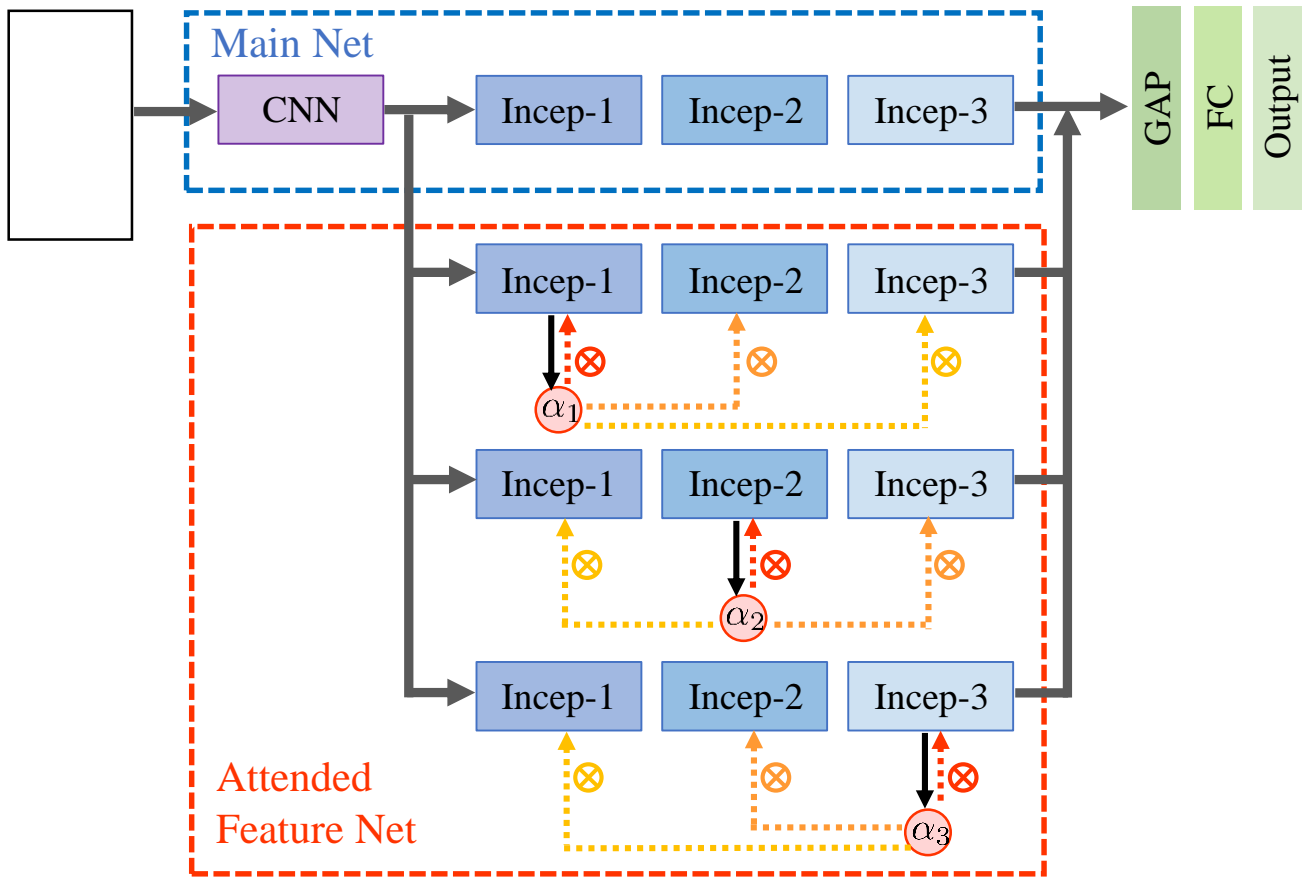 Main Net
CNN
Incep-1
Incep-2
Incep-3
GAP
FC
Output
Incep-1
Incep-2
Incep-3
α1
Incep-1
Incep-2
Incep-3
α2
Incep-1
Incep-2
Incep-3
α3
Attended
Feature Net